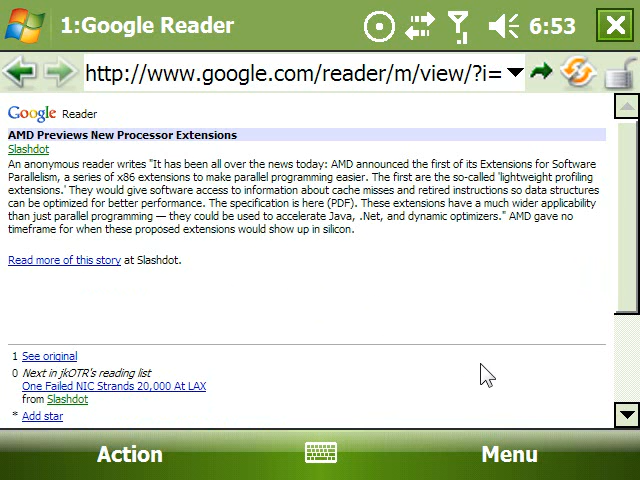 1:Google Reader 6:53
http://www.google.com/reader/m/view/?i=
Google Reader
AMD Previews New Processor Extensions
Slashdot
An anonymous reader writes "It has been all over the news today: AMD announced the first of its Extensions for Software
Parallelism, a series of x86 extensions to make parallel programming easier. The first are the so-called 'lightweight profiling
extensions.' They would give software access to information about cache misses and retired instructions so data structures
can be optimized for better performance. The specification is here (PDF). These extensions have a much wider applicability
than just parallel programming — they could be used to accelerate Java, .Net, and dynamic optimizers." AMD gave no
timeframe for when these proposed extensions would show up in silicon.
Read more of this story at Slashdot.
1 See original
0 Next in jkOTR's reading list
One Failed NIC Strands 20,000 At LAX
from Slashdot
* Add star
Action Menu